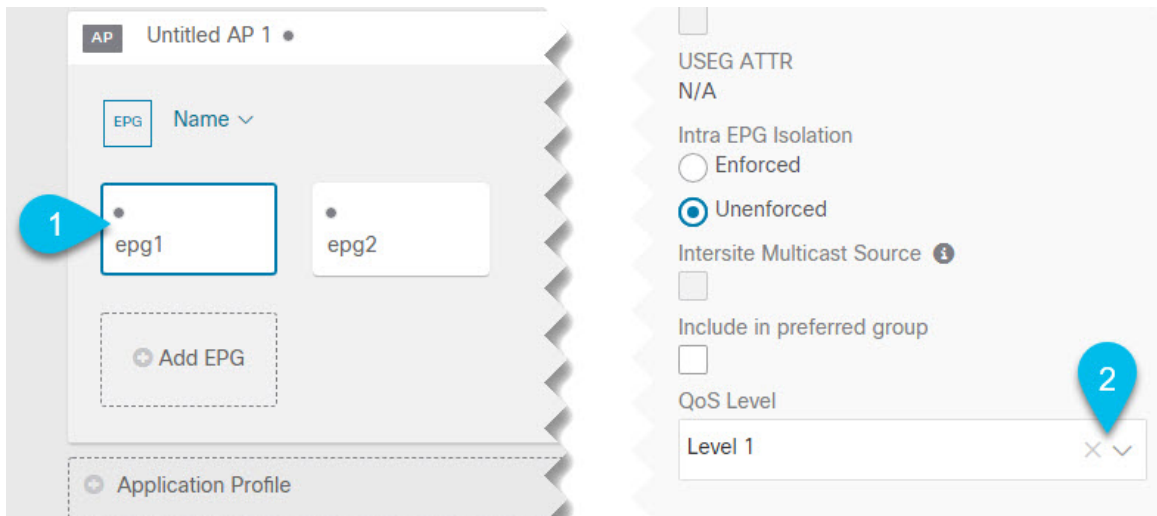 AP Untitled AP 1
EPG Name
1
epg1
epg2
Add EPG
Application Profile
USEG ATTR
N/A
Intra EPG Isolation
Enforced
Unenforced
Intersite Multicast Source
Include in preferred group
2
QoS Level
Level 1